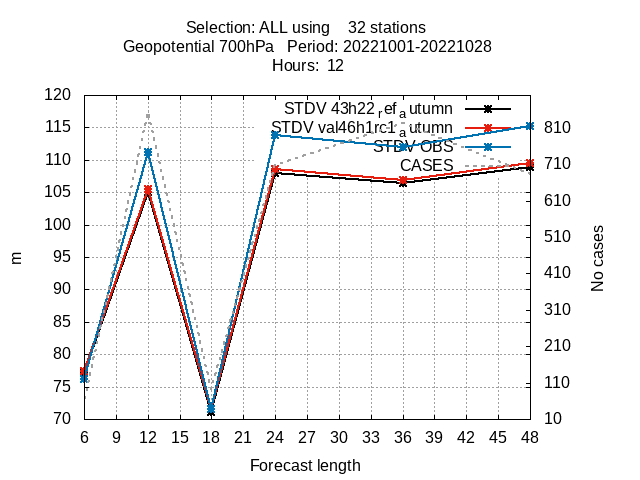 Selection: ALL using 32 stations
Geopotential 700hPa Period: 20221001-20221028
Hours: 12
120
115
110
105
100
95
90
85
80
75
70
m
STDV 43h22_ref_autumn
STDV val46h1rc1_autumn
STDV OBS
CASES
810
710
610
510
410
310
210
110
10
No cases
6 9 12 15 18 21 24 27 30 33 36 39 42 45 48
Forecast length